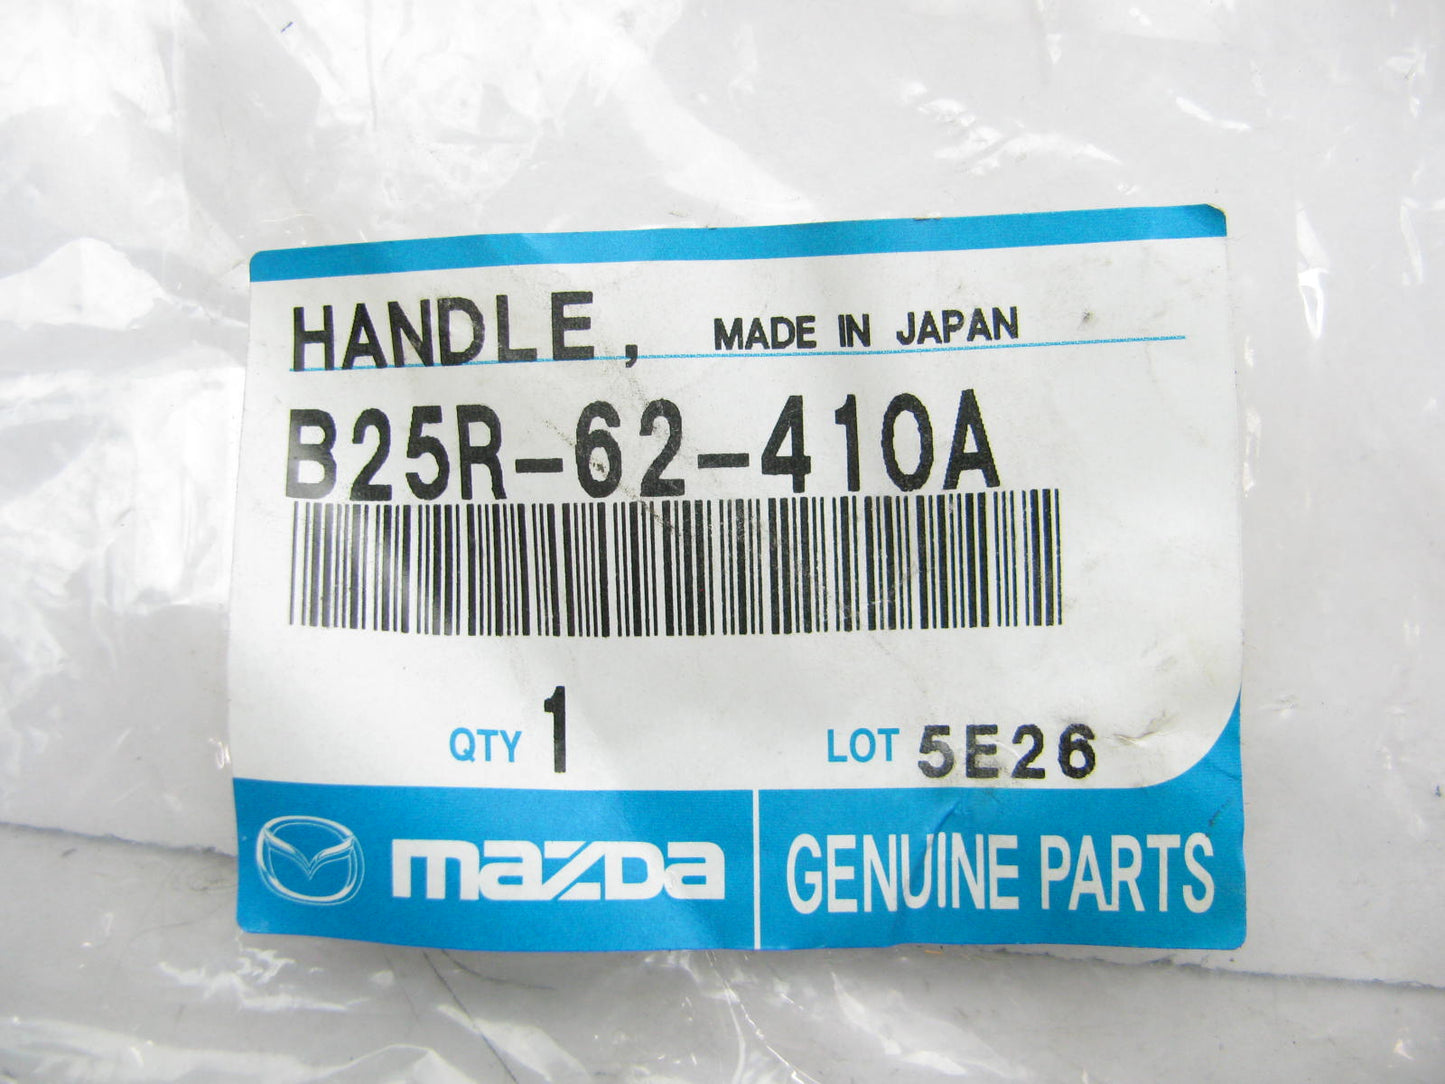 HANDLE, MADE IN JAPAN
B25R-62-410A
QTY 1 LOT 5E26
mazda GENUINE PARTS